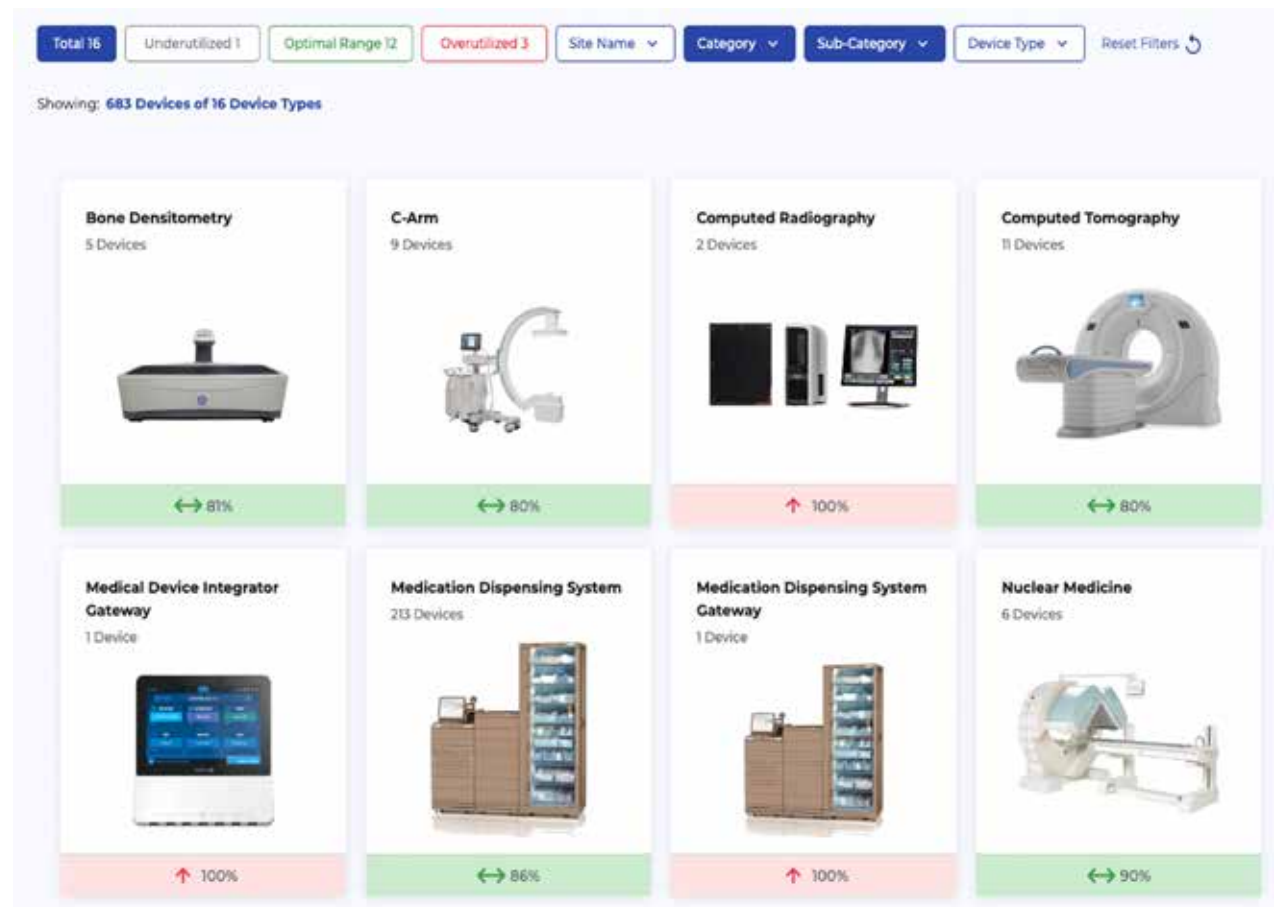 Total 16 Underutilized 1 Optimal Range 12 Overutilized 3 Site Name Category Sub-Category Device Type Reset Filters
Showing: 683 Devices of 16 Device Types
Bone Densitometry
5 Devices
81%
C-Arm
9 Devices
80%
Computed Radiography
2 Devices
100%
Computed Tomography
11 Devices
80%
Medical Device Integrator
Gateway
1 Device
100%
Medication Dispensing System
213 Devices
86%
Medication Dispensing System
Gateway
1 Device
100%
Nuclear Medicine
6 Devices
90%